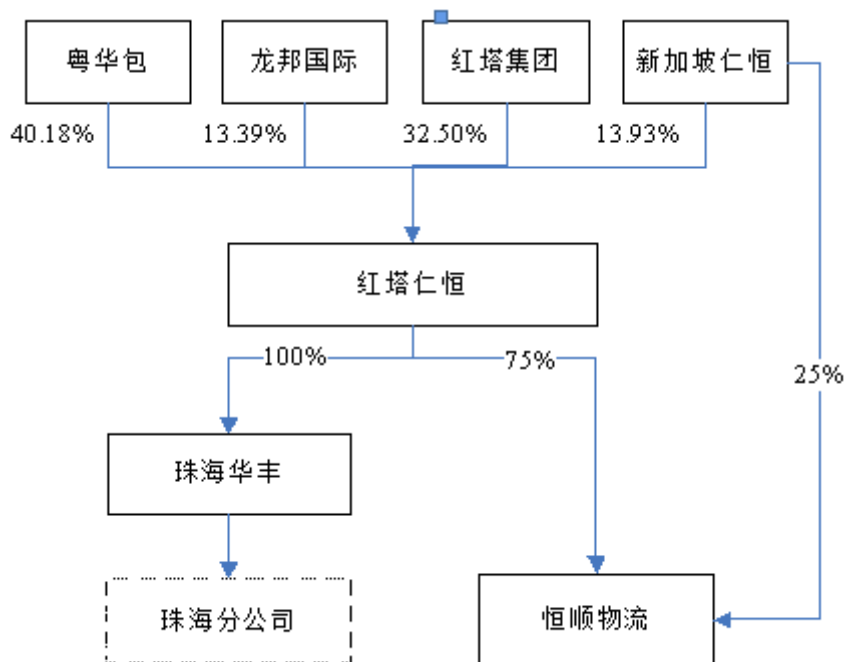 粤华包
龙邦国际
红塔集团
新加坡仁恒
40.18%
13.39%
32.50%
13.93%
红塔仁恒
100%
75%
25%
珠海华丰
珠海分公司
恒顺物流